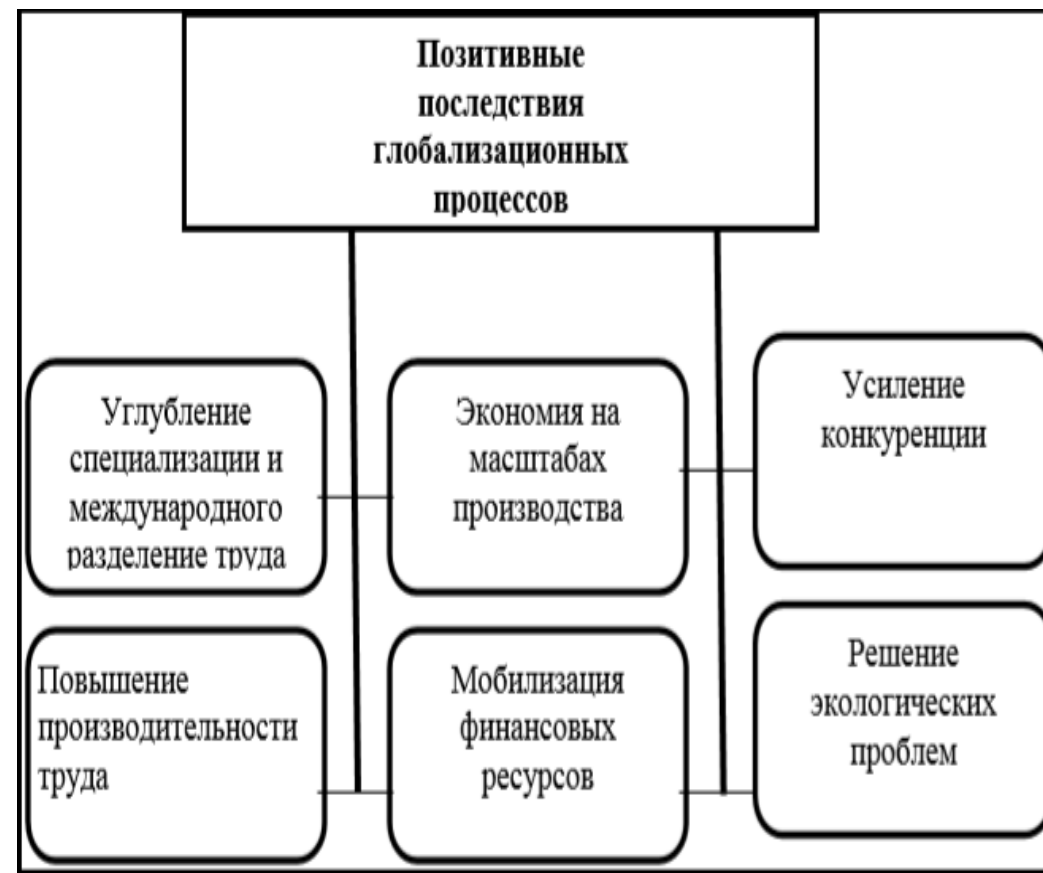 Позитивные
последствия
глобализационных
процессов
Углубление
специализации и
международного
разделение труда
Экономия на
масштабах
производства
Усиление
конкуренции
Повышение
производительности
труда
Мобилизация
финансовых
ресурсов
Решение
экологических
проблем